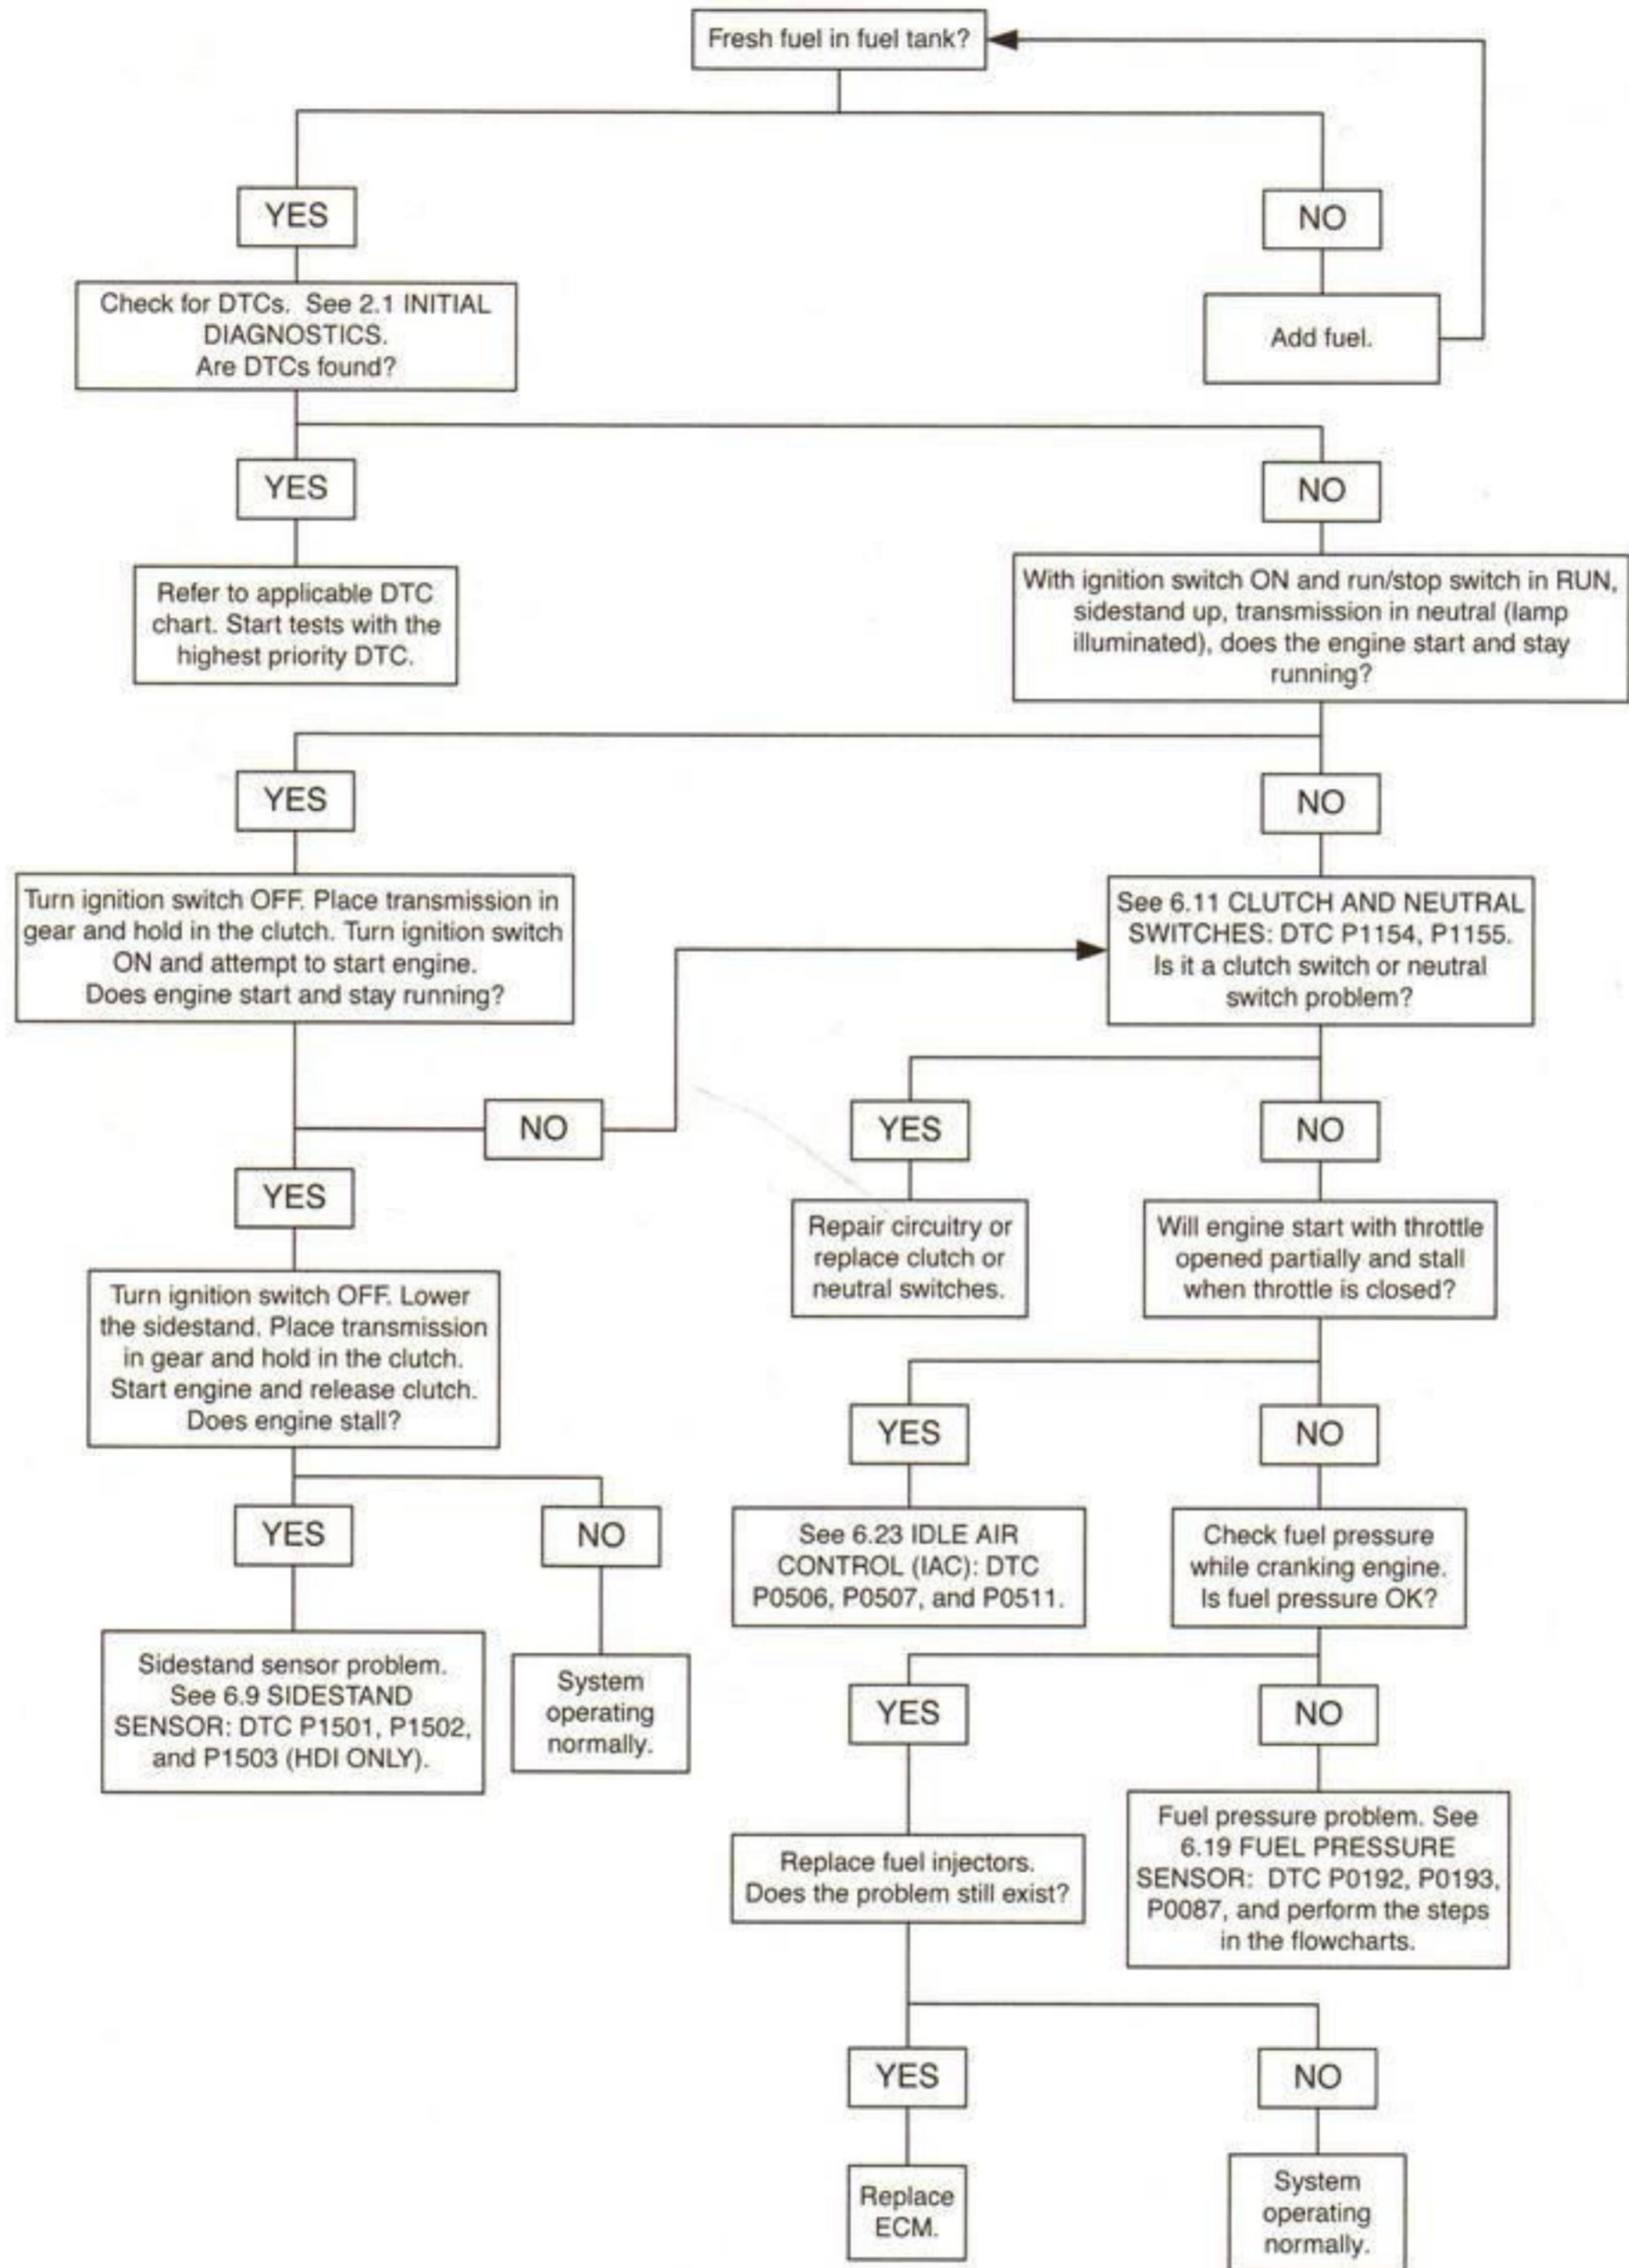 Fresh fuel in fuel tank?
YES
NO
Check for DTCs. See 2.1 INITIAL
DIAGNOSTICS.
Are DTCs found?
Add fuel.
YES
NO
Refer to applicable DTC
chart. Start tests with the
highest priority DTC.
With ignition switch ON and run/stop switch in RUN,
sidestand up, transmission in neutral (lamp
illuminated), does the engine start and stay
running?
YES
NO
Turn ignition switch OFF. Place transmission in
gear and hold in the clutch. Turn ignition switch
ON and attempt to start engine.
Does engine start and stay running?
See 6.11 CLUTCH AND NEUTRAL
SWITCHES: DTC P1154, P1155.
Is it a clutch switch or neutral
switch problem?
NO
YES
NO
YES
Repair circuitry or
replace clutch or
neutral switches.
Will engine start with throttle
opened partially and stall
when throttle is closed?
Turn ignition switch OFF. Lower
the sidestand. Place transmission
in gear and hold in the clutch.
Start engine and release clutch.
Does engine stall?
YES
NO
YES
NO
See 6.23 IDLE AIR
CONTROL (IAC): DTC
P0506, P0507, and P0511.
Check fuel pressure
while cranking engine.
Is fuel pressure OK?
Sidestand sensor problem.
See 6.9 SIDESTAND
SENSOR: DTC P1501, P1502,
and P1503 (HDI ONLY).
System
operating
normally.
YES
NO
Replace fuel injectors.
Does the problem still exist?
Fuel pressure problem. See
6.19 FUEL PRESSURE
SENSOR: DTC P0192, P0193,
P0087, and perform the steps
in the flowcharts.
YES
NO
Replace
ECM.
System
operating
normally.